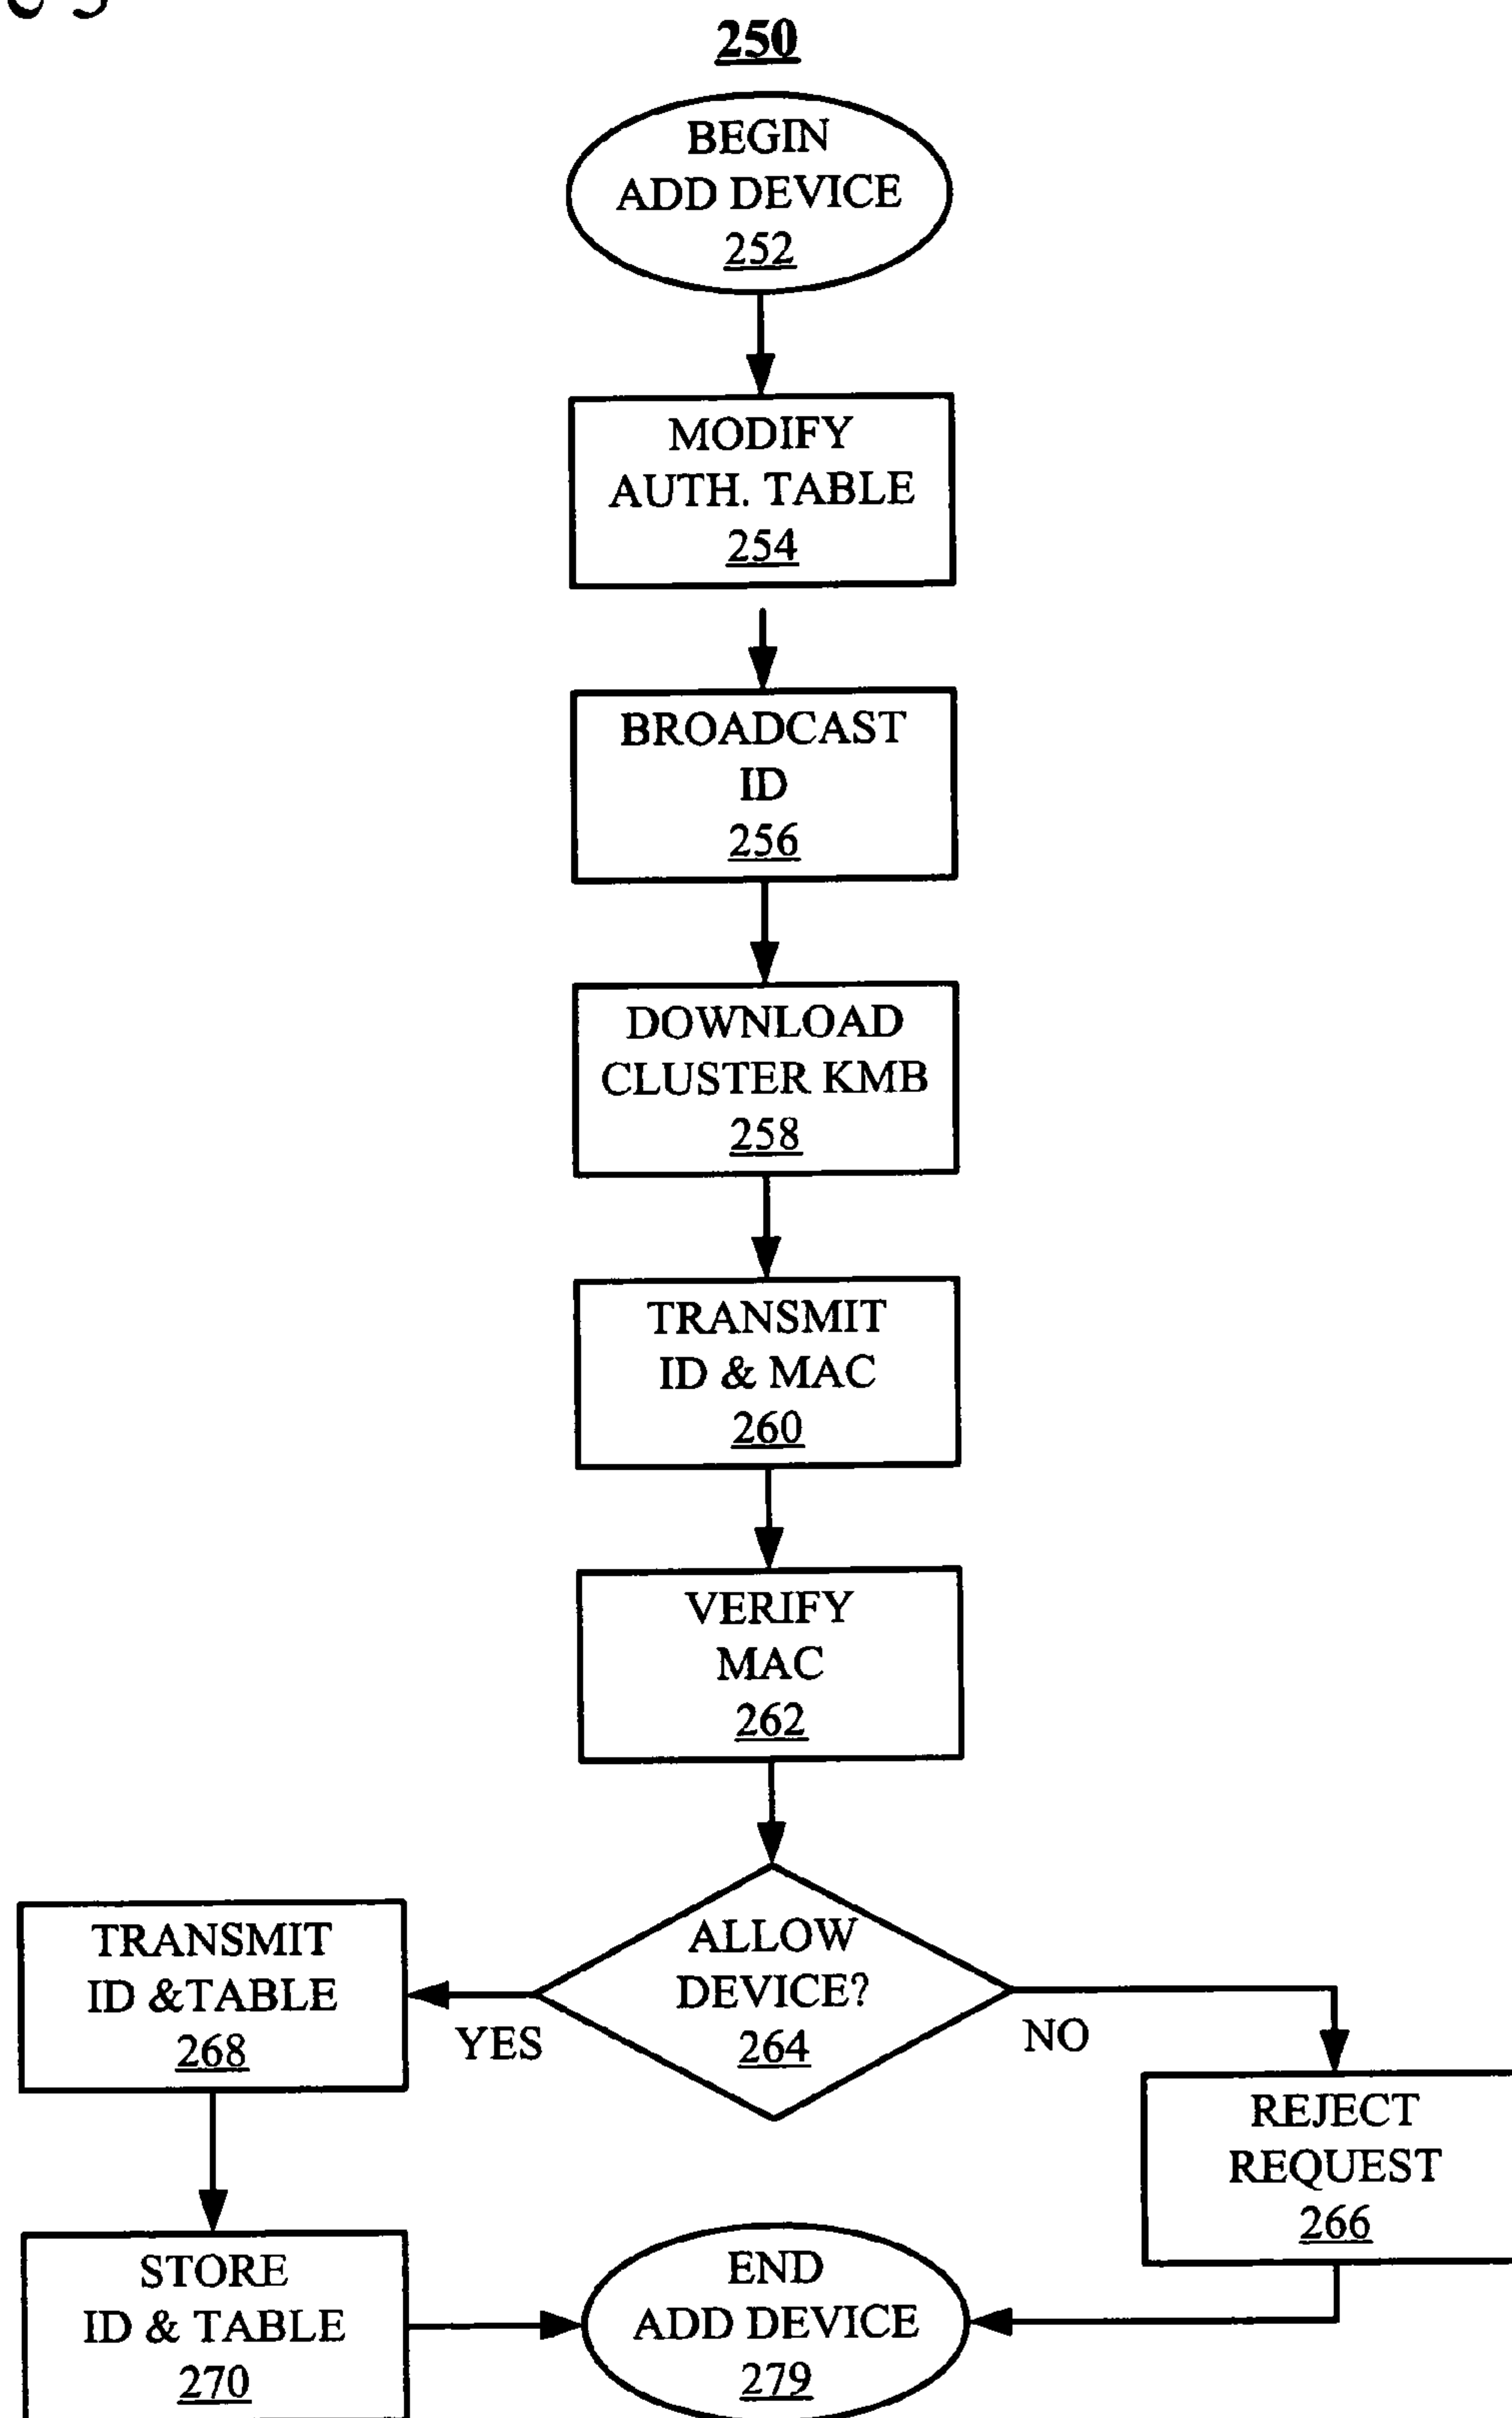 250
BEGIN
ADD DEVICE
252
MODIFY
AUTH. TABLE
254
BROADCAST
ID
256
DOWNLOAD
CLUSTER KMB
258
TRANSMIT
ID & MAC
260
VERIFY
MAC
262
ALLOW
DEVICE?
264
YES
NO
TRANSMIT
ID &TABLE
268
REJECT
REQUEST
266
STORE
ID & TABLE
270
END
ADD DEVICE
279